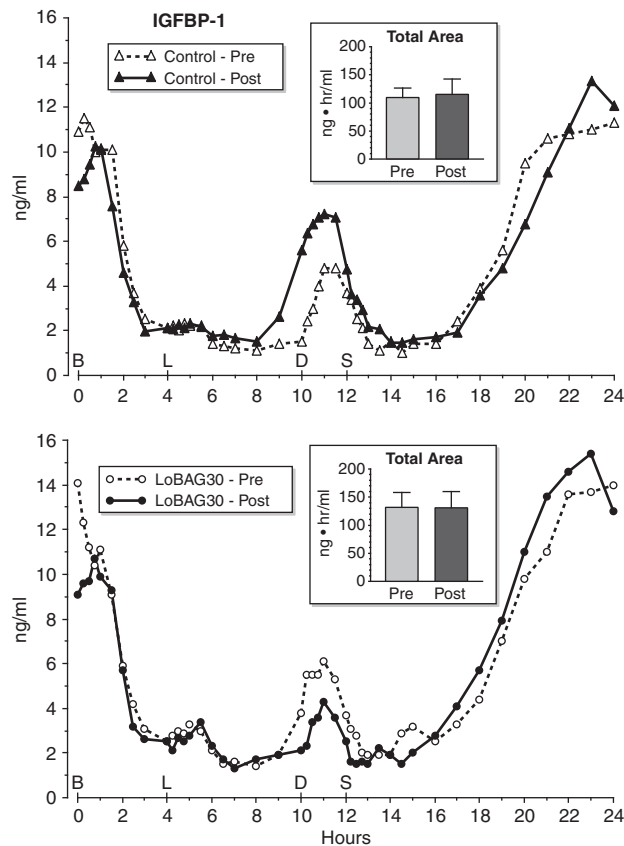 IGFBP-1
Control - Pre
Control - Post
Total Area
200
150
100
50
0
ng • hr/ml
Pre Post
16
14
12
10
8
6
4
2
0
ng/ml
B L D S
0 2 4 6 8 10 12 14 16 18 20 22 24
LoBAG30 - Pre
LoBAG30 - Post
Total Area
200
150
100
50
0
ng • hr/ml
Pre Post
16
14
12
10
8
6
4
2
0
ng/ml
B L D S
0 2 4 6 8 10 12 14 16 18 20 22 24
Hours